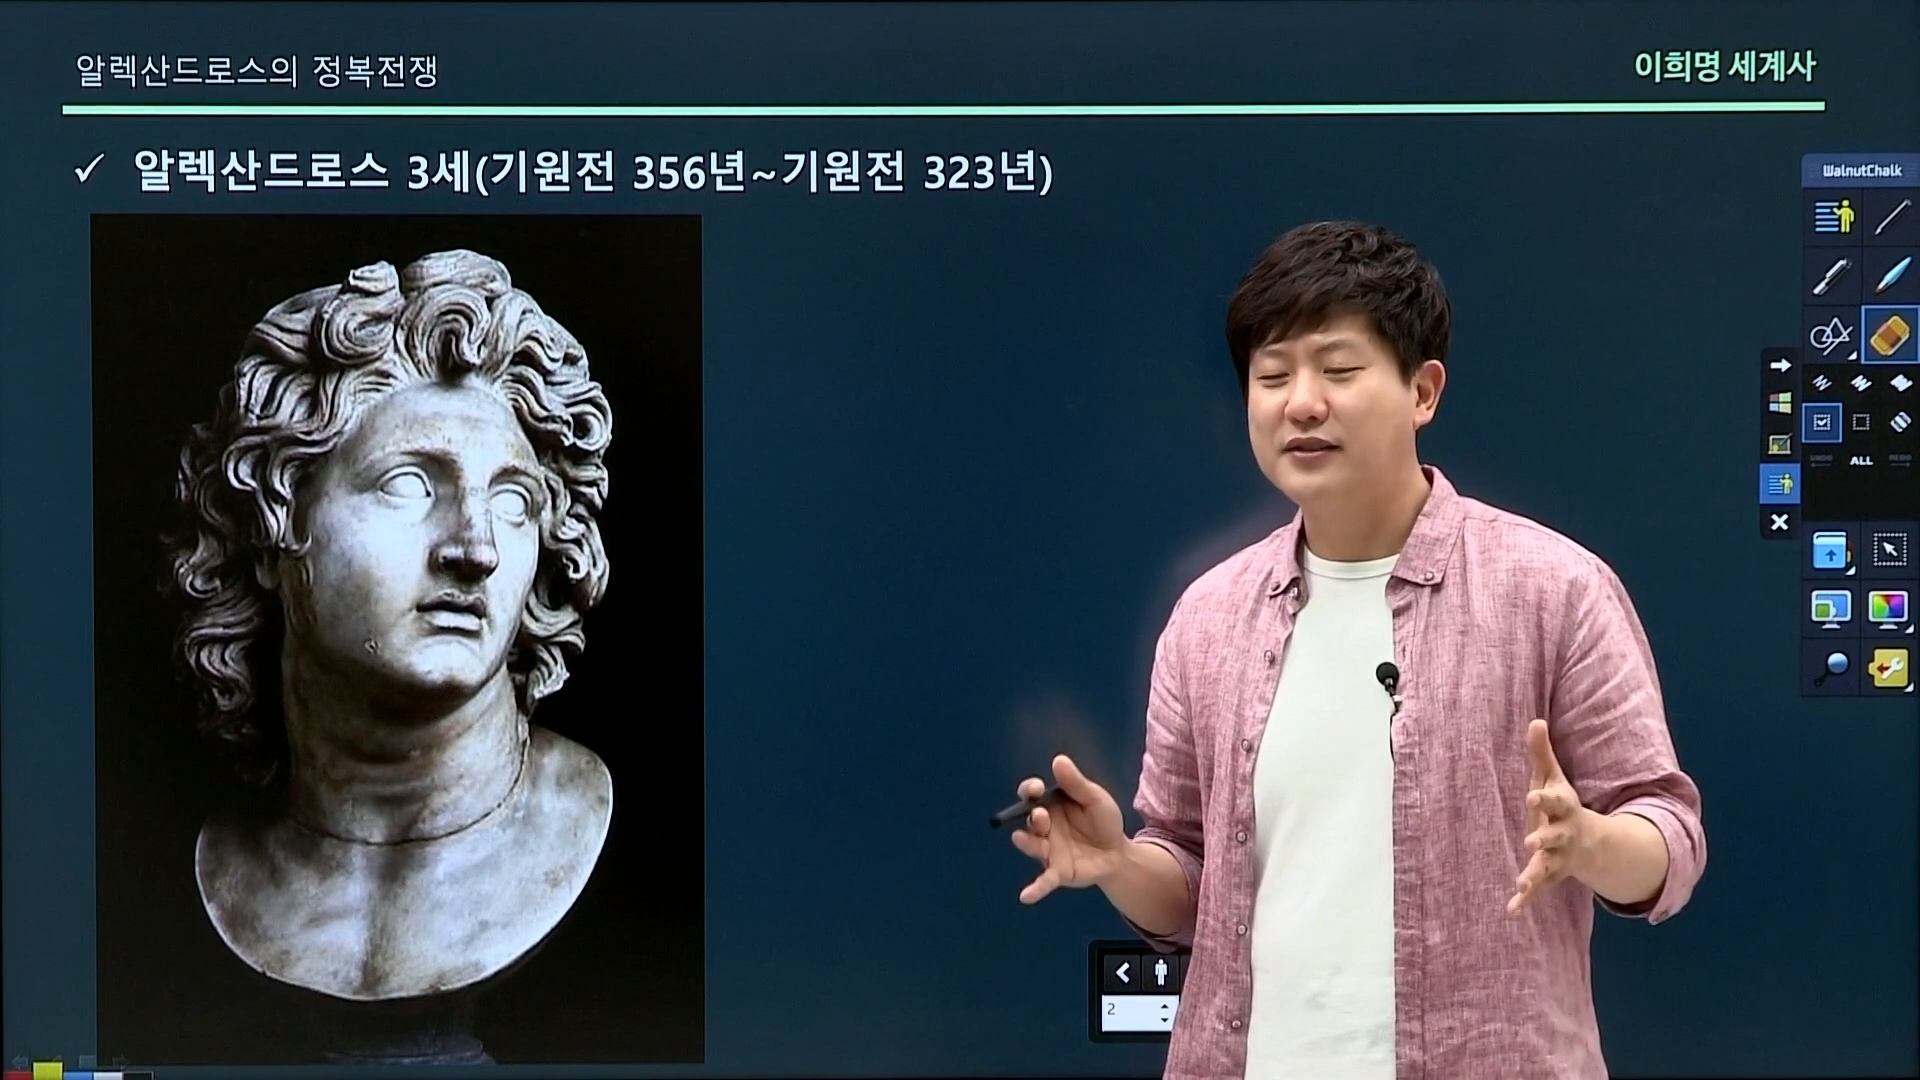 알렉산드로스의 정복전쟁
이희명 세계사
✓ 알렉산드로스 3세(기원전 356년~기원전 323년)
WalnutChalk
ALL
2